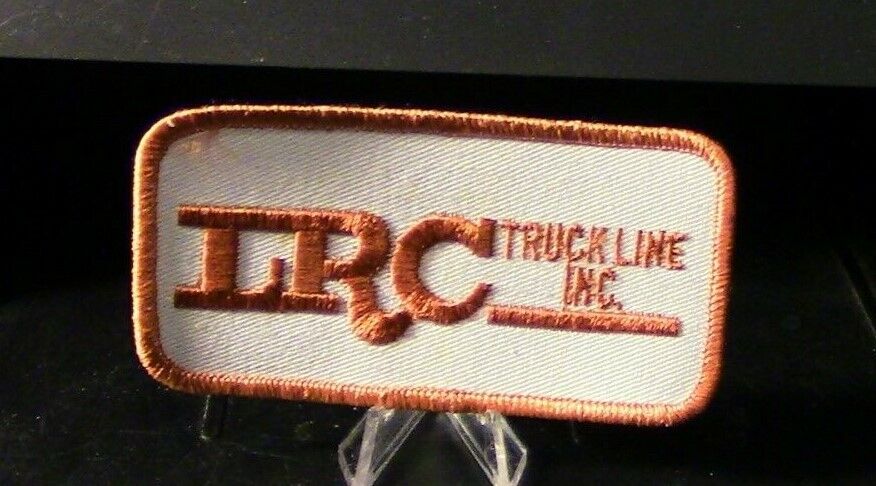 LRC TRUCK LINE
INC.